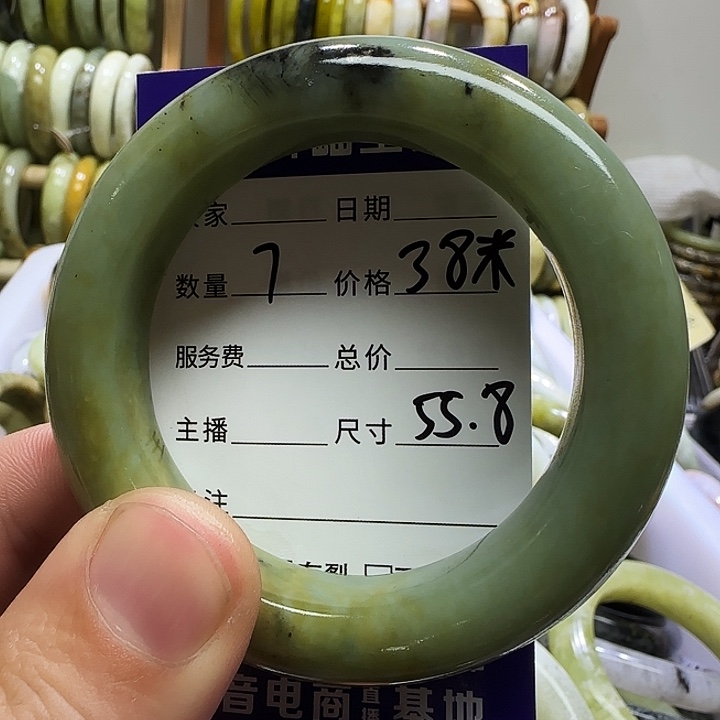 家 日期
数量 7 价格 38米
服务费 总价
主播 尺寸 55.8
注
音电商直播基地